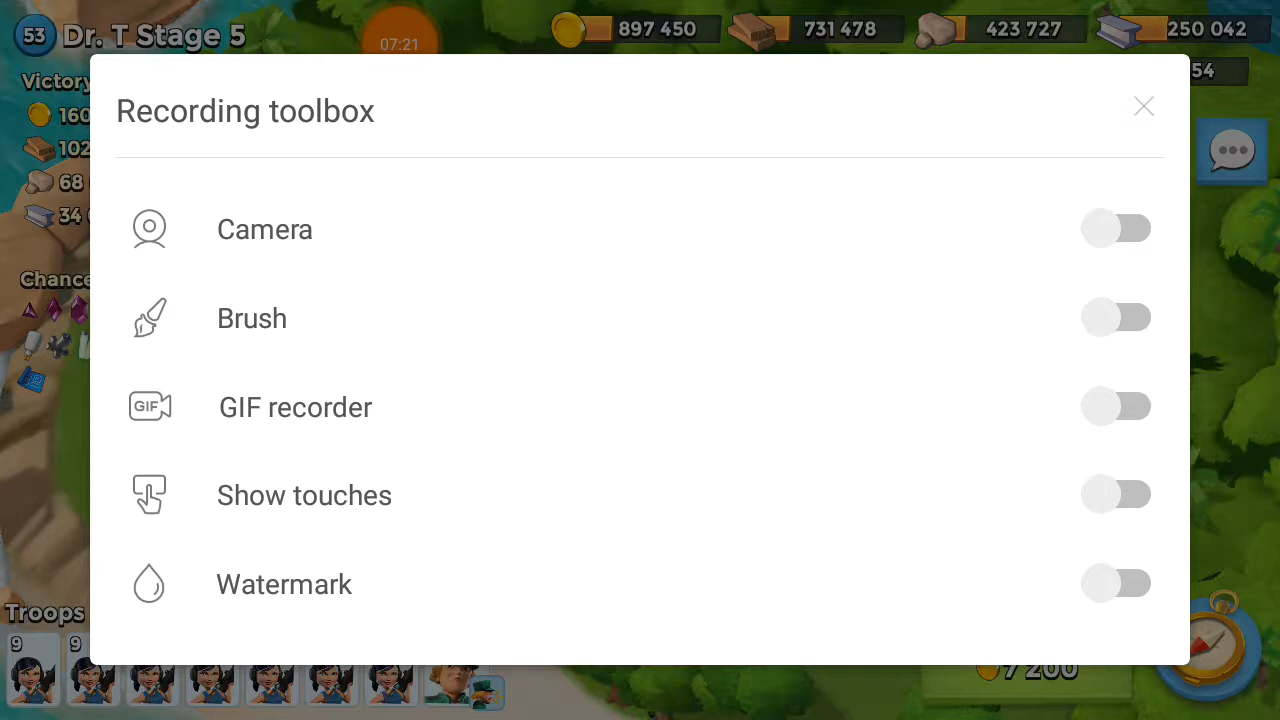 53 Dr. T Stage 5
07:21
897 450
731 478
423 727
250 042
54
Victory
160
102
68
34
Chance
Recording toolbox
Camera
Brush
GIF GIF recorder
Show touches
Watermark
Troops
9
9
7 200